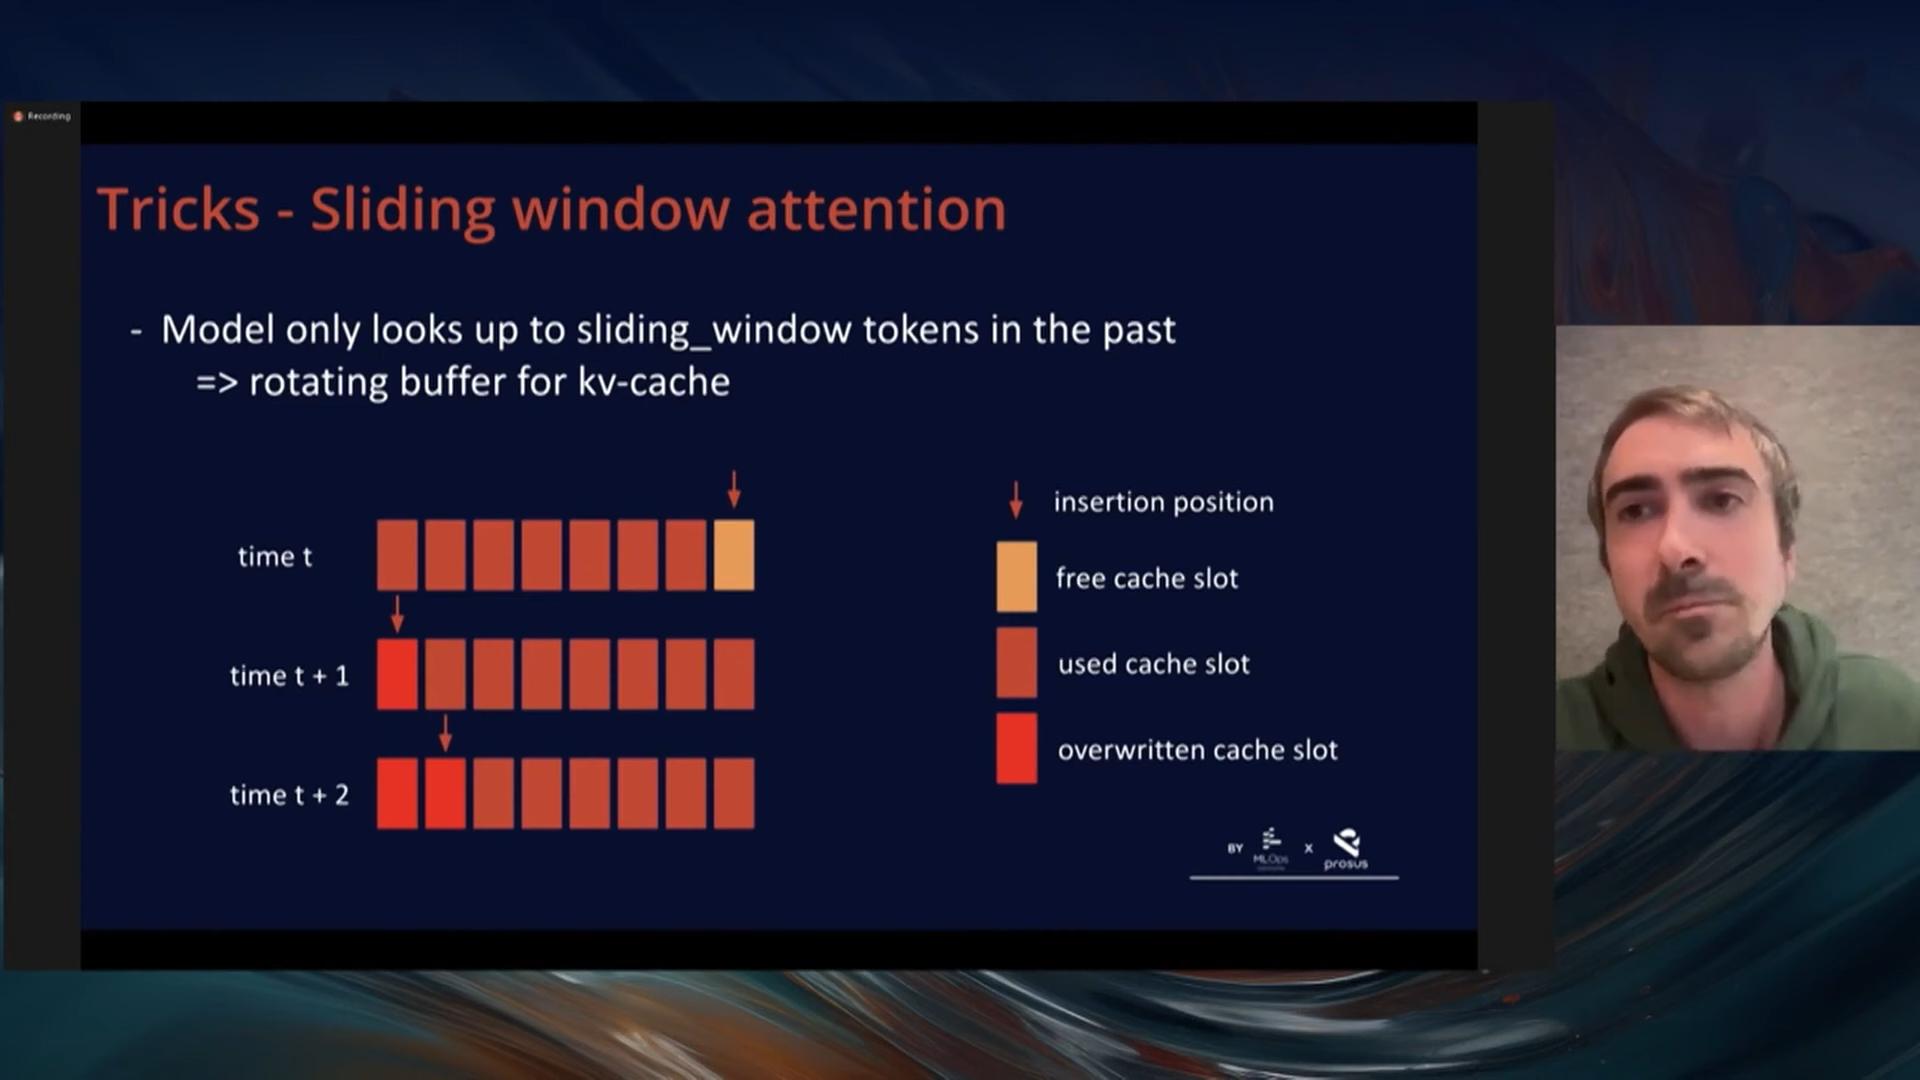 Recording
Tricks - Sliding window attention
- Model only looks up to sliding_window tokens in the past
=> rotating buffer for kv-cache
time t
time t + 1
time t + 2
insertion position
free cache slot
used cache slot
overwritten cache slot
BY MLOps x prosus